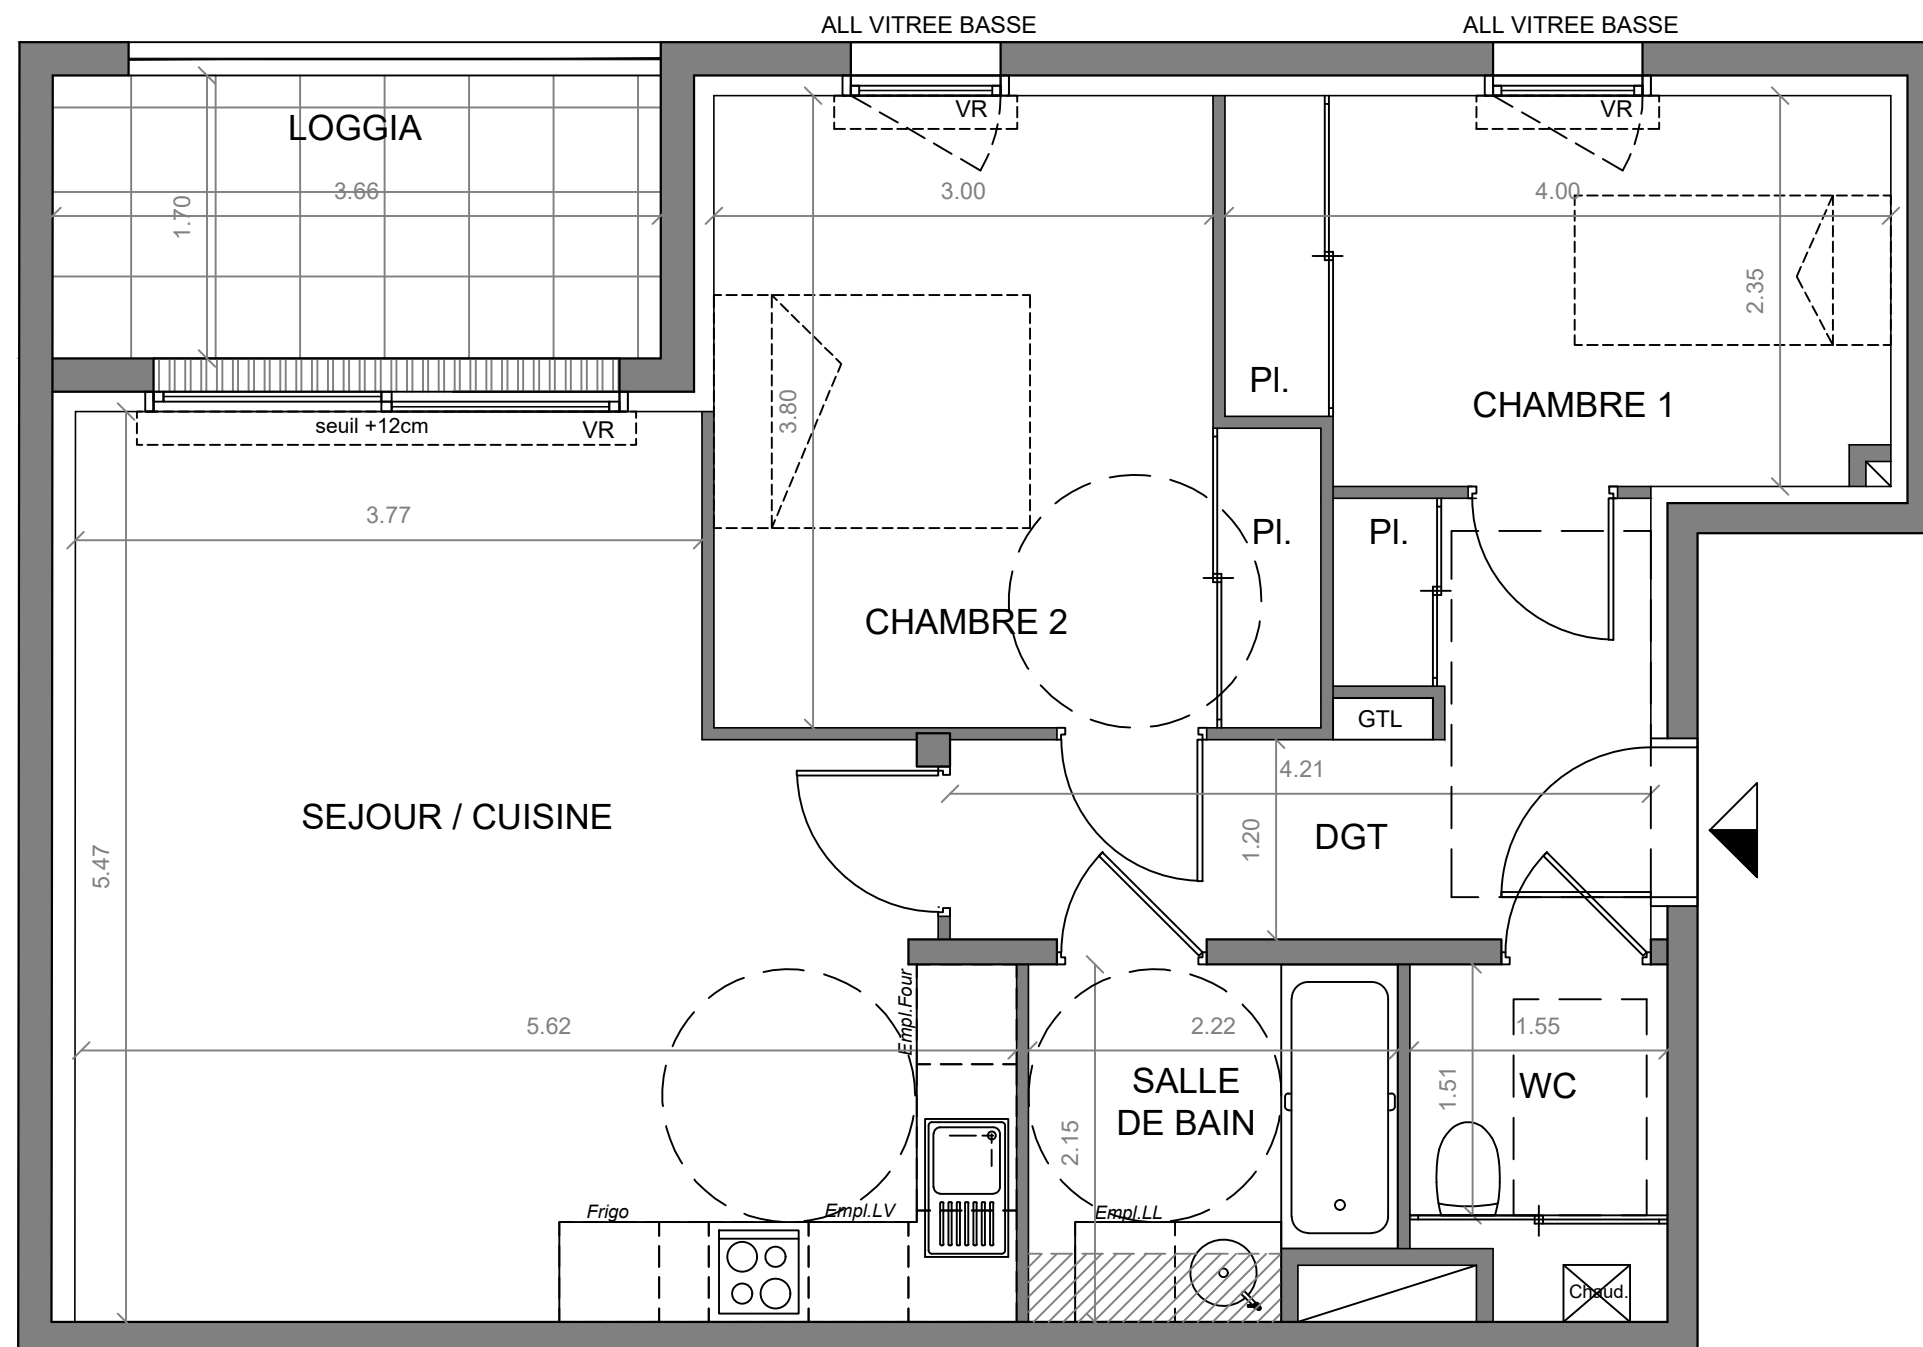 ALL VITREE BASSE
ALL VITREE BASSE
VR
VR
LOGGIA
3.66
1.70
3.00
4.00
2.35
Pl.
CHAMBRE 1
3.80
seuil +12cm
VR
3.77
Pl.
Pl.
CHAMBRE 2
GTL
4.21
SEJOUR / CUISINE
DGT
1.20
5.47
Empl.Four
5.62
2.22
1.55
SALLE
DE BAIN
WC
1.51
2.15
Frigo
Empl.LV
Empl.LL
Chaud.